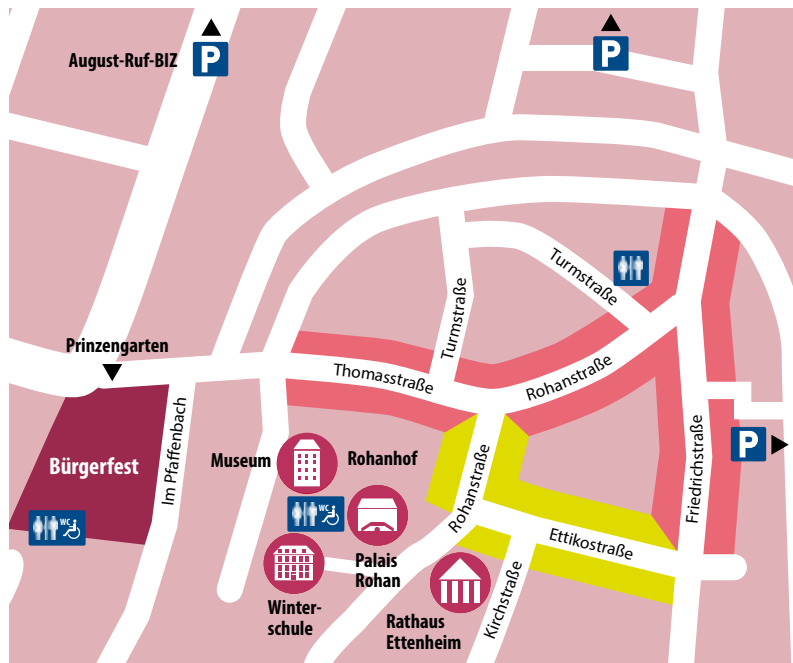 August-Ruf-BIZ
P
P
Turmstraße
Turmstraße
Prinzengarten
Thomasstraße
Rohanstraße
Im Pfaffenbach
Bürgerfest
Museum
Rohanhof
Rohanstraße
Friedrichstraße
P
WC
WC
Ettikostraße
Palais
Rohan
Kirchstraße
Winter-
schule
Rathaus
Ettenheim